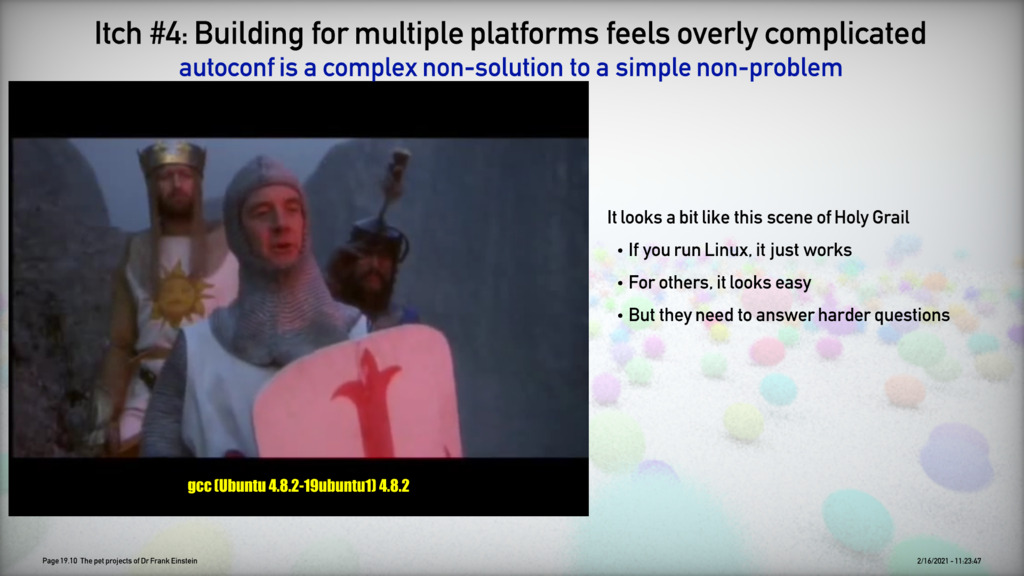 Itch #4: Building for multiple platforms feels overly complicated
autoconf is a complex non-solution to a simple non-problem
It looks a bit like this scene of Holy Grail
• If you run Linux, it just works
• For others, it looks easy
• But they need to answer harder questions
gcc (Ubuntu 4.8.2-19ubuntu1) 4.8.2
Page 19.10 The pet projects of Dr Frank Einstein
2/16/2021 - 11:23:47